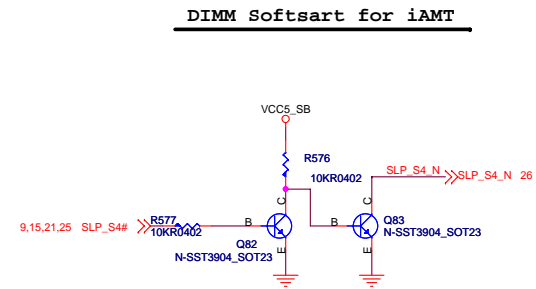 DIMM Softsart for iAMT
VCC5_SB
R576
10KR0402
SLP_S4_N
SLP_S4_N 26
C
C
9,15,21,25 SLP_S4#
R577
10KR0402
B
B
Q83
N-SST3904_SOT23
Q82
N-SST3904_SOT23
E
E